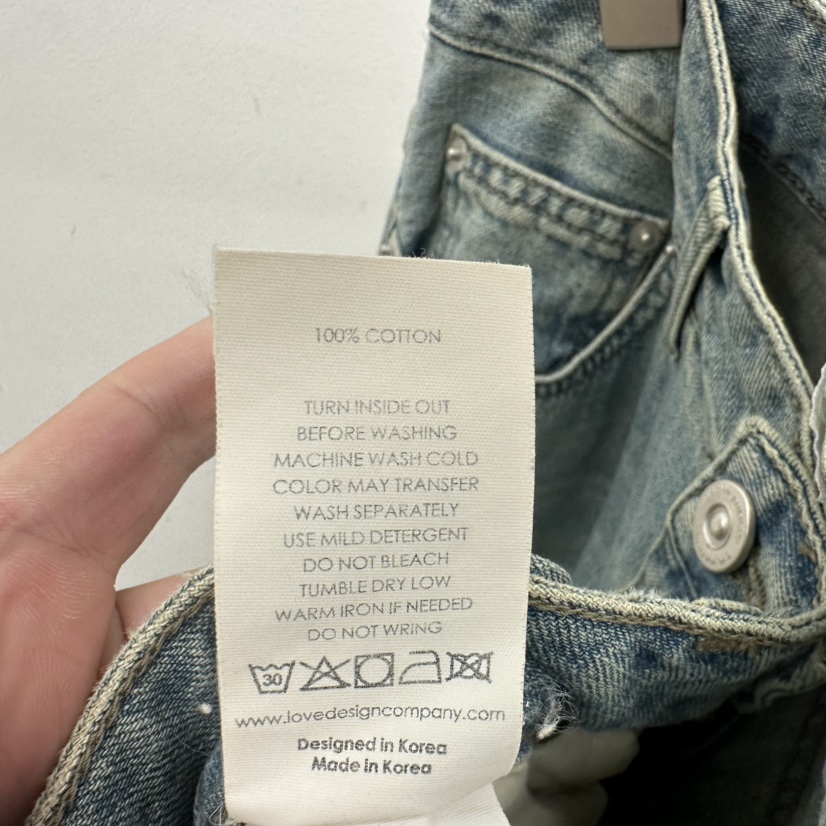 100% COTTON
TURN INSIDE OUT
BEFORE WASHING
MACHINE WASH COLD
COLOR MAY TRANSFER
WASH SEPARATELY
USE MILD DETERGENT
DO NOT BLEACH
TUMBLE DRY LOW
WARM IRON IF NEEDED
DO NOT WRING
30
www.lovedesigncompany.com
Designed in Korea
Made in Korea